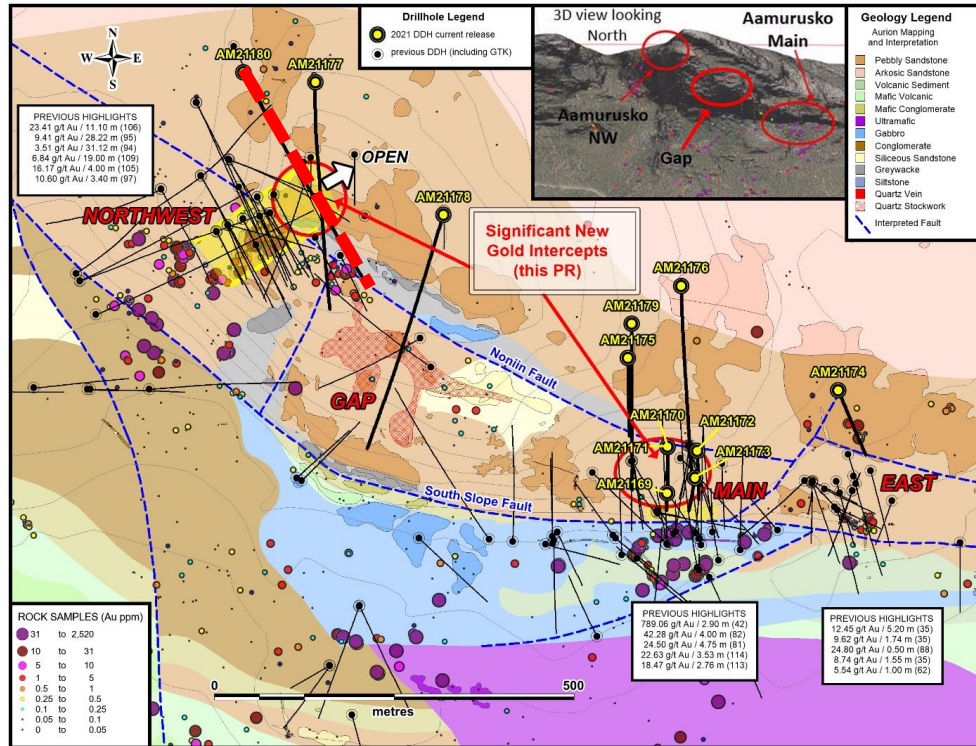 N
W E
S
AM21180
AM21177
Drillhole Legend
2021 DDH current release
previous DDH (including GTK)
3D view looking
North
Aamurusko
Main
Aamurusko
NW
Gap
Geology Legend
Aurion Mapping
and Interpretation
Pebbly Sandstone
Arkosic Sandstone
Volcanic Sediment
Mafic Volcanic
Mafic Conglomerate
Ultramafic
Gabbro
Conglomerate
Siliceous Sandstone
Greywacke
Siltstone
Quartz Vein
Quartz Stockwork
Interpreted Fault
PREVIOUS HIGHLIGHTS
23.41 g/t Au / 11.10 m (106)
9.41 g/t Au / 28.22 m (95)
3.51 g/t Au / 31.12 m (94)
6.84 g/t Au / 19.00 m (109)
16.17 g/t Au / 4.00 m (105)
10.60 g/t Au / 3.40 m (97)
OPEN
AM21178
NORTHWEST
Significant New
Gold Intercepts
(this PR)
AM21176
AM21179
AM21175
Noniin Fault
AM21174
GAP
AM21170
AM21172
AM21171
AM21173
AM21169
MAIN
EAST
South Slope Fault
ROCK SAMPLES (Au ppm)
31 to 2,520
10 to 31
5 to 10
1 to 5
0.5 to 1
0.25 to 0.5
0.1 to 0.25
0.05 to 0.1
0 to 0.05
PREVIOUS HIGHLIGHTS
789.06 g/t Au / 2.90 m (42)
42.28 g/t Au / 4.00 m (82)
24.50 g/t Au / 4.75 m (81)
22.63 g/t Au / 3.53 m (114)
18.47 g/t Au / 2.76 m (113)
PREVIOUS HIGHLIGHTS
12.45 g/t Au / 5.20 m (35)
9.62 g/t Au / 1.74 m (35)
24.80 g/t Au / 0.50 m (88)
8.74 g/t Au / 1.55 m (35)
5.54 g/t Au / 1.00 m (62)
0 500
metres